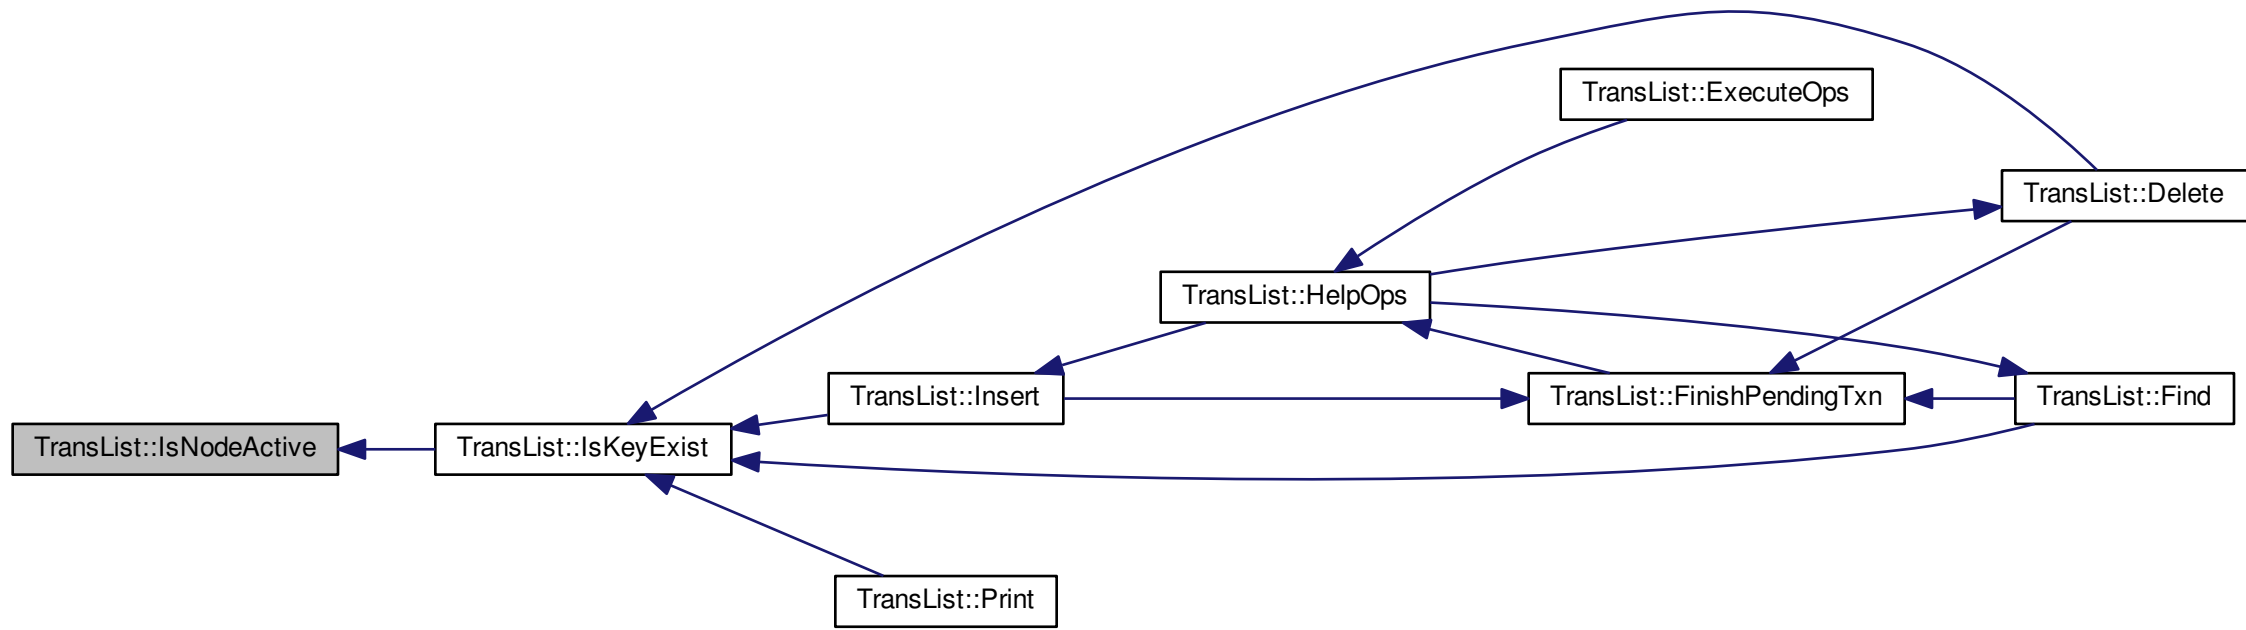 TransList::ExecuteOps
TransList::Delete
TransList::HelpOps
TransList::Insert
TransList::FinishPendingTxn
TransList::Find
TransList::IsNodeActive
TransList::IsKeyExist
TransList::Print